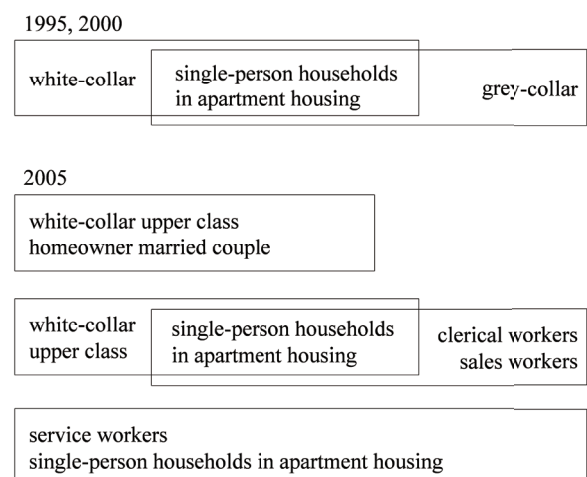 1995, 2000
white-collar
single-person households
in apartment housing
grey-collar
2005
white-collar upper class
homeowner married couple
white-collar
upper class
single-person households
in apartment housing
clerical workers
sales workers
service workers
single-person households in apartment housing